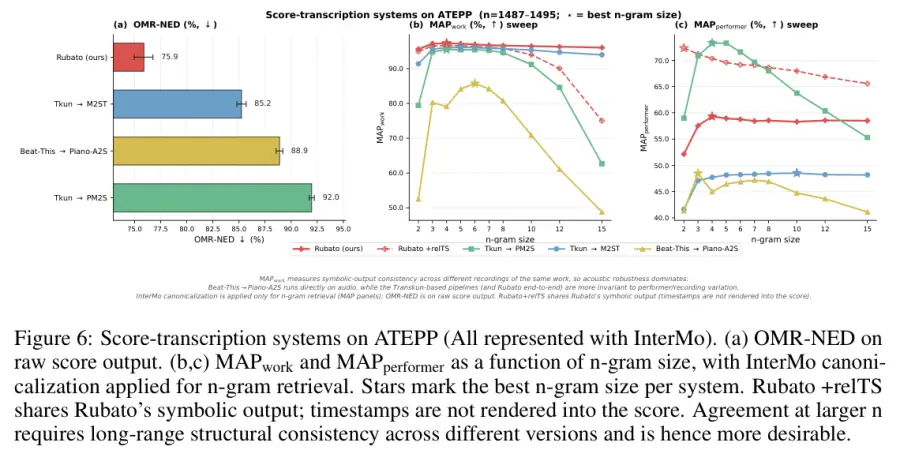 Score-transcription systems on ATEPP (n=1487–1495; ⋆ = best n-gram size)
(a) OMR-NED (%, ↓)
Rubato (ours)
75.9
Tkun → M2ST
85.2
Beat-This → Piano-A2S
88.9
Tkun → PM2S
92.0
75.0 77.5 80.0 82.5 85.0 87.5 90.0 92.5 95.0
OMR-NED ↓ (%)
(b) MAPwork (%, ↑) sweep
MAPwork
90.0
80.0
70.0
60.0
50.0
2 3 4 5 6 7 8 10 12 15
n-gram size
(c) MAPperformer (%, ↑) sweep
MAPperformer
70.0
65.0
60.0
55.0
50.0
45.0
40.0
2 3 4 5 6 7 8 10 12 15
n-gram size
Rubato (ours) Rubato +relTS Tkun → PM2S Tkun → M2ST Beat-This → Piano-A2S
MAPwork measures symbolic-output consistency across different recordings of the same work, so acoustic robustness dominates:
Beat-This→Piano-A2S runs directly on audio, while the Transkun-based pipelines (and Rubato end-to-end) are more invariant to performer/recording variation.
InterMo canonicalization is applied only for n-gram retrieval (MAP panels); OMR-NED is on raw score output. Rubato+relTS shares Rubato's symbolic output (timestamps are not rendered into the score).
Figure 6: Score-transcription systems on ATEPP (All represented with InterMo). (a) OMR-NED on
raw score output. (b,c) MAPwork and MAPperformer as a function of n-gram size, with InterMo canoni-
calization applied for n-gram retrieval. Stars mark the best n-gram size per system. Rubato +relTS
shares Rubato's symbolic output; timestamps are not rendered into the score. Agreement at larger n
requires long-range structural consistency across different versions and is hence more desirable.